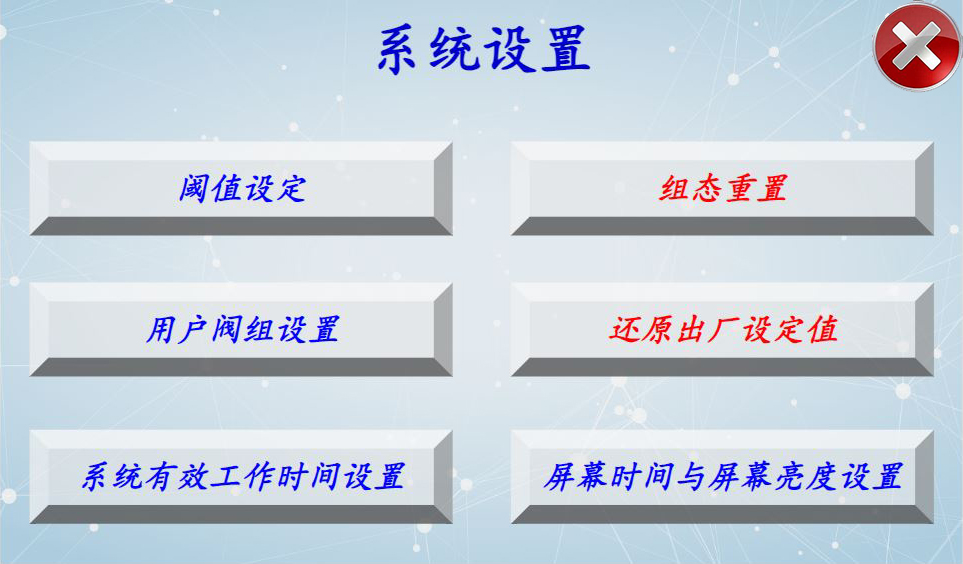 系统设置
阈值设定
组态重置
用户阀组设置
还原出厂设定值
系统有效工作时间设置
屏幕时间与屏幕亮度设置